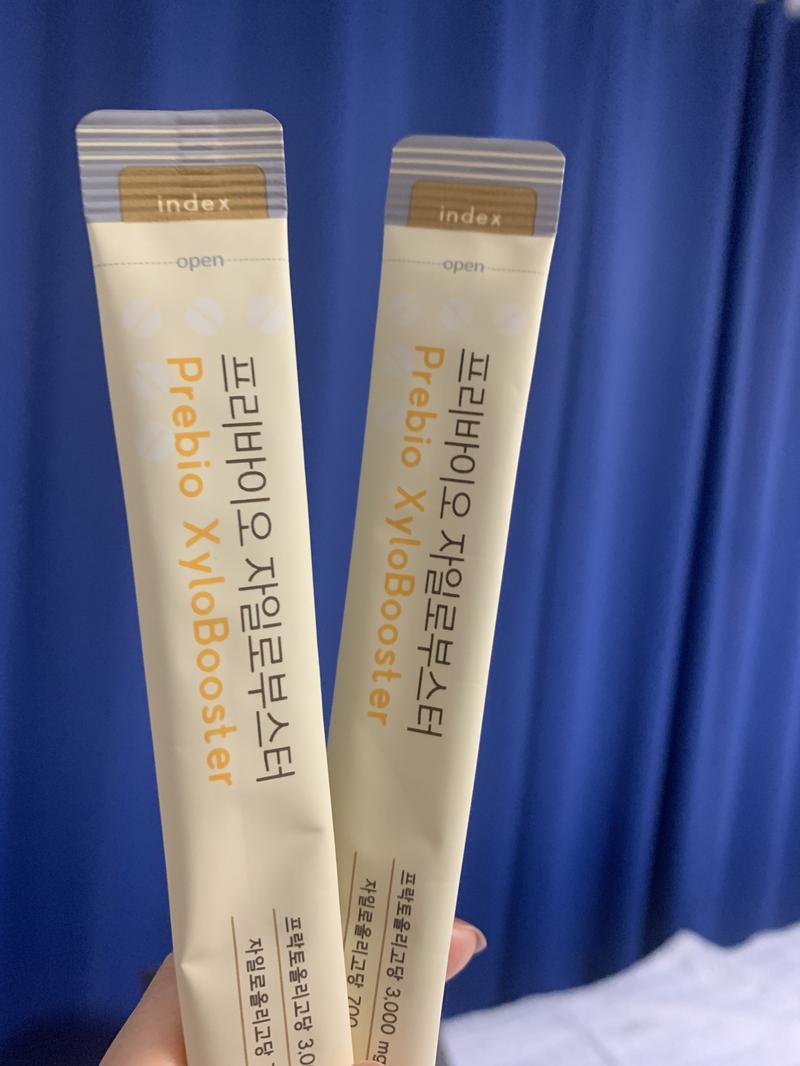 index
open
프리바이오 자일로부스터
Prebio XyloBooster
프락토올리고당 3,0
자일로올리고당
index
open
프리바이오 자일로부스터
Prebio XyloBooster
프락토올리고당 3,000 mg
자일로올리고당 700